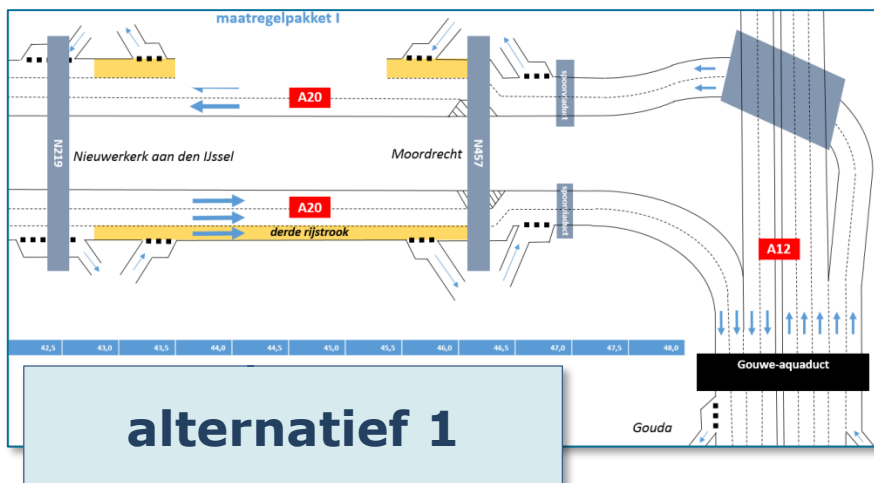 maatregelpakket I
A20
spoorviaduct
N219
Nieuwerkerk aan den IJssel
Moordrecht
N457
A20
spoorviaduct
derde rijstrook
A12
42,5 43,0 43,5 44,0 44,5 45,0 45,5 46,0 46,5 47,0 47,5 48,0
Gouwe-aquaduct
alternatief 1
Gouda